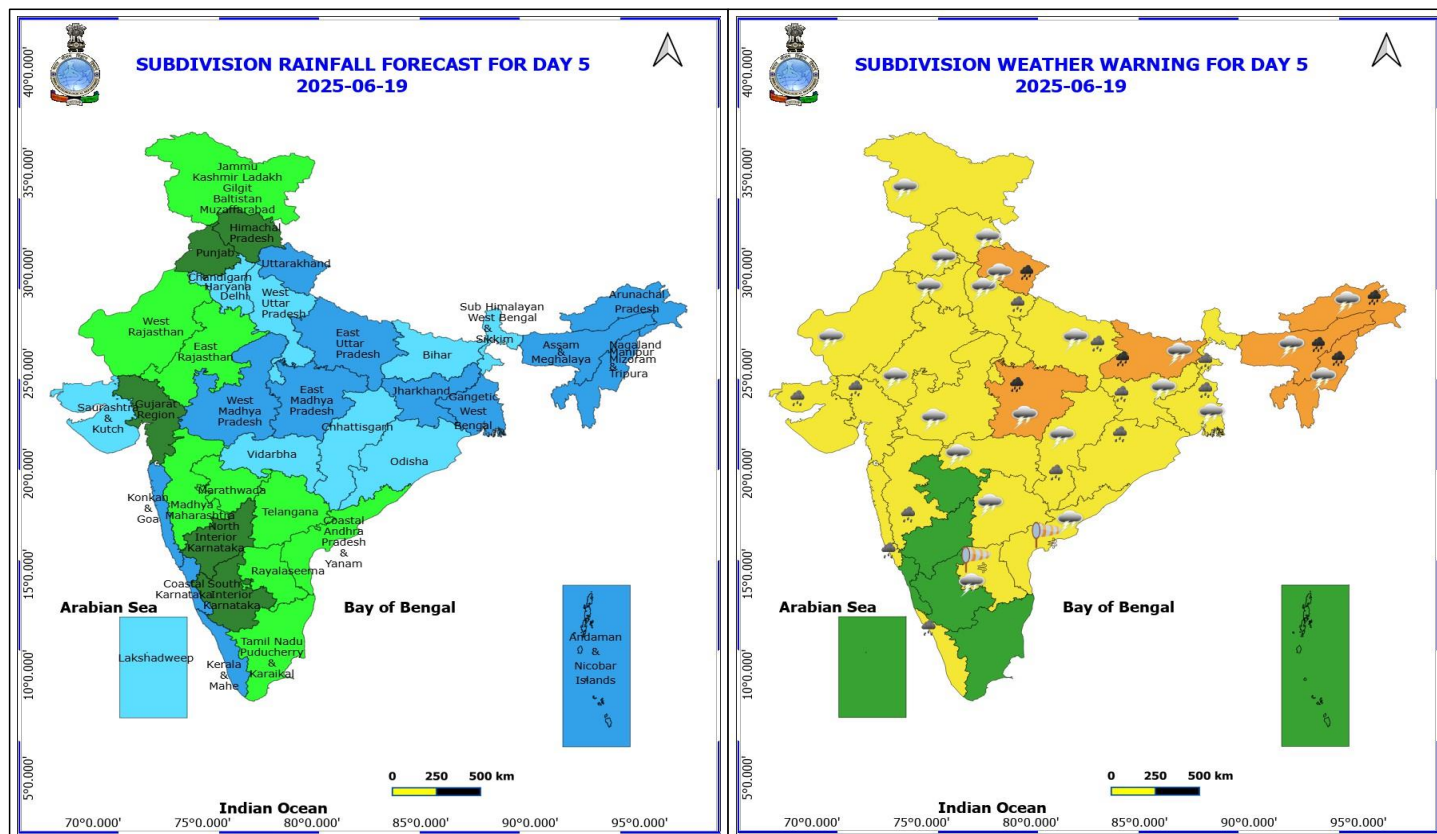 SUBDIVISION RAINFALL FORECAST FOR DAY 5
2025-06-19
40°0.000'
35°0.000'
30°0.000'
25°0.000'
20°0.000'
15°0.000'
10°0.000'
5°0.000'
Jammu
Kashmir Ladakh
Gilgit
Baltistan
Muzaffarabad
Himachal
Pradesh
Punjab
Uttarakhand
Chandigarh
Haryana
Delhi
West
Uttar
Pradesh
West
Rajasthan
East
Rajasthan
East
Uttar
Pradesh
Sub Himalayan
West Bengal
&
Sikkim
Arunachal
Pradesh
Bihar
Assam
&
Meghalaya
Nagaland
Manipur
Mizoram
&
Tripura
Saurashtra
&
Kutch
Gujarat
Region
West
Madhya
Pradesh
East
Madhya
Pradesh
Jharkhand
Gangetic
West
Bengal
Chhattisgarh
Vidarbha
Odisha
Konkan
&
Goa
Madhya
Maharashtra
Marathwada
Telangana
North
Interior
Karnataka
Coastal
Andhra
Pradesh
&
Yanam
Rayalaseema
Coastal
Karnataka
South
Interior
Karnataka
Arabian Sea
Bay of Bengal
Lakshadweep
Tamil Nadu
Puducherry
&
Karaikal
Kerala
&
Mahe
Andaman
&
Nicobar
Islands
0 250 500 km
Indian Ocean
70°0.000' 75°0.000' 80°0.000' 85°0.000' 90°0.000' 95°0.000'
SUBDIVISION WEATHER WARNING FOR DAY 5
2025-06-19
40°0.000'
35°0.000'
30°0.000'
25°0.000'
20°0.000'
15°0.000'
10°0.000'
5°0.000'
Arabian Sea
Bay of Bengal
0 250 500 km
Indian Ocean
70°0.000' 75°0.000' 80°0.000' 85°0.000' 90°0.000' 95°0.000'